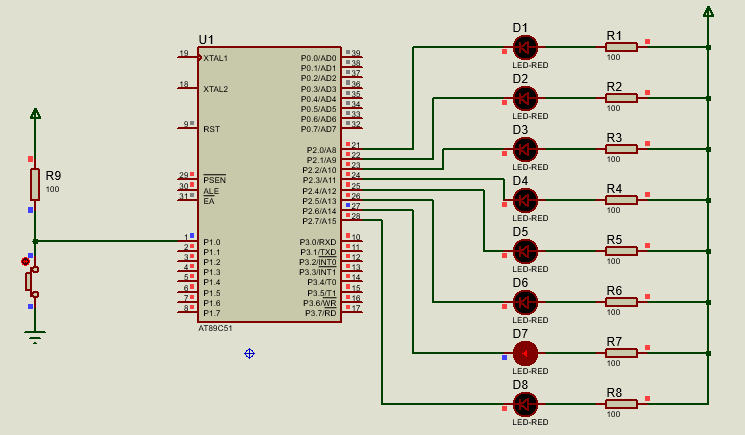 U1
19 XTAL1 P0.0/AD0 39
P0.1/AD1 38
P0.2/AD2 37
18 XTAL2 P0.3/AD3 36
P0.4/AD4 35
P0.5/AD5 34
P0.6/AD6 33
9 RST P0.7/AD7 32
P2.0/A8 21
P2.1/A9 22
P2.2/A10 23
29 PSEN P2.3/A11 24
30 ALE P2.4/A12 25
31 EA P2.5/A13 26
P2.6/A14 27
P2.7/A15 28
1 P1.0 P3.0/RXD 10
2 P1.1 P3.1/TXD 11
3 P1.2 P3.2/INT0 12
4 P1.3 P3.3/INT1 13
5 P1.4 P3.4/T0 14
6 P1.5 P3.5/T1 15
7 P1.6 P3.6/WR 16
8 P1.7 P3.7/RD 17
AT89C51
R9
100
D1
LED-RED
R1
100
D2
LED-RED
R2
100
D3
LED-RED
R3
100
D4
LED-RED
R4
100
D5
LED-RED
R5
100
D6
LED-RED
R6
100
D7
LED-RED
R7
100
D8
LED-RED
R8
100